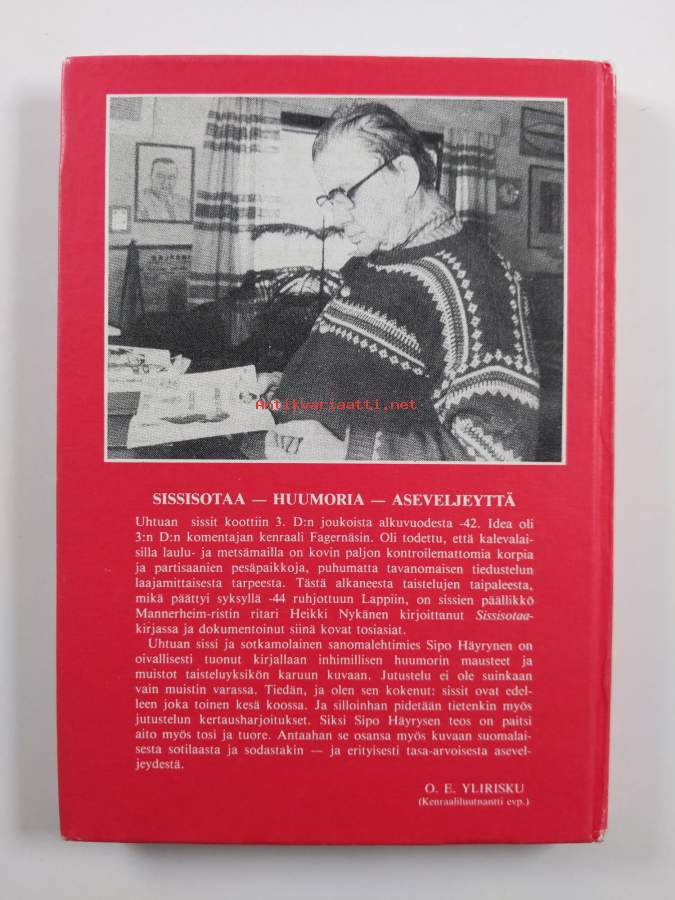 Antikvariaatti.net
SISSISOTAA — HUUMORIA — ASEVELJEYTTÄ
Uhtuan sissit koottiin 3. D:n joukoista alkuvuodesta -42. Idea oli
3:n D:n komentajan kenraali Fagernäsin. Oli todettu, että kalevalai-
silla laulu- ja metsämailla on kovin paljon kontroilemattomia korpia
ja partisaanien pesäpaikkoja, puhumatta tavanomaisen tiedustelun
laajamittaisesta tarpeesta. Tästä alkaneesta taistelujen taipaleesta,
mikä päättyi syksyllä -44 ruhjottuun Lappiin, on sissien päällikkö
Mannerheim-ristin ritari Heikki Nykänen kirjoittanut Sissisotaa-
kirjassa ja dokumentoinut siinä kovat tosiasiat.
Uhtuan sissi ja sotkamolainen sanomalehtimies Sipo Häyrynen on
oivallisesti tuonut kirjallaan inhimillisen huumorin mausteet ja
muistot taisteluyksikön karuun kuvaan. Jutustelu ei ole suinkaan
vain muistin varassa. Tiedän, ja olen sen kokenut: sissit ovat edel-
leen joka toinen kesä koossa. Ja silloinhan pidetään tietenkin myös
jutustelun kertausharjoitukset. Siksi Sipo Häyrysen teos on paitsi
aito myös tosi ja tuore. Antaahan se osansa myös kuvaan suomalai-
sesta sotilaasta ja sodastakin — ja erityisesti tasa-arvoisesta asevel-
jeydestä.
O. E. YLIRISKU
(Kenraaliluutnantti evp.)